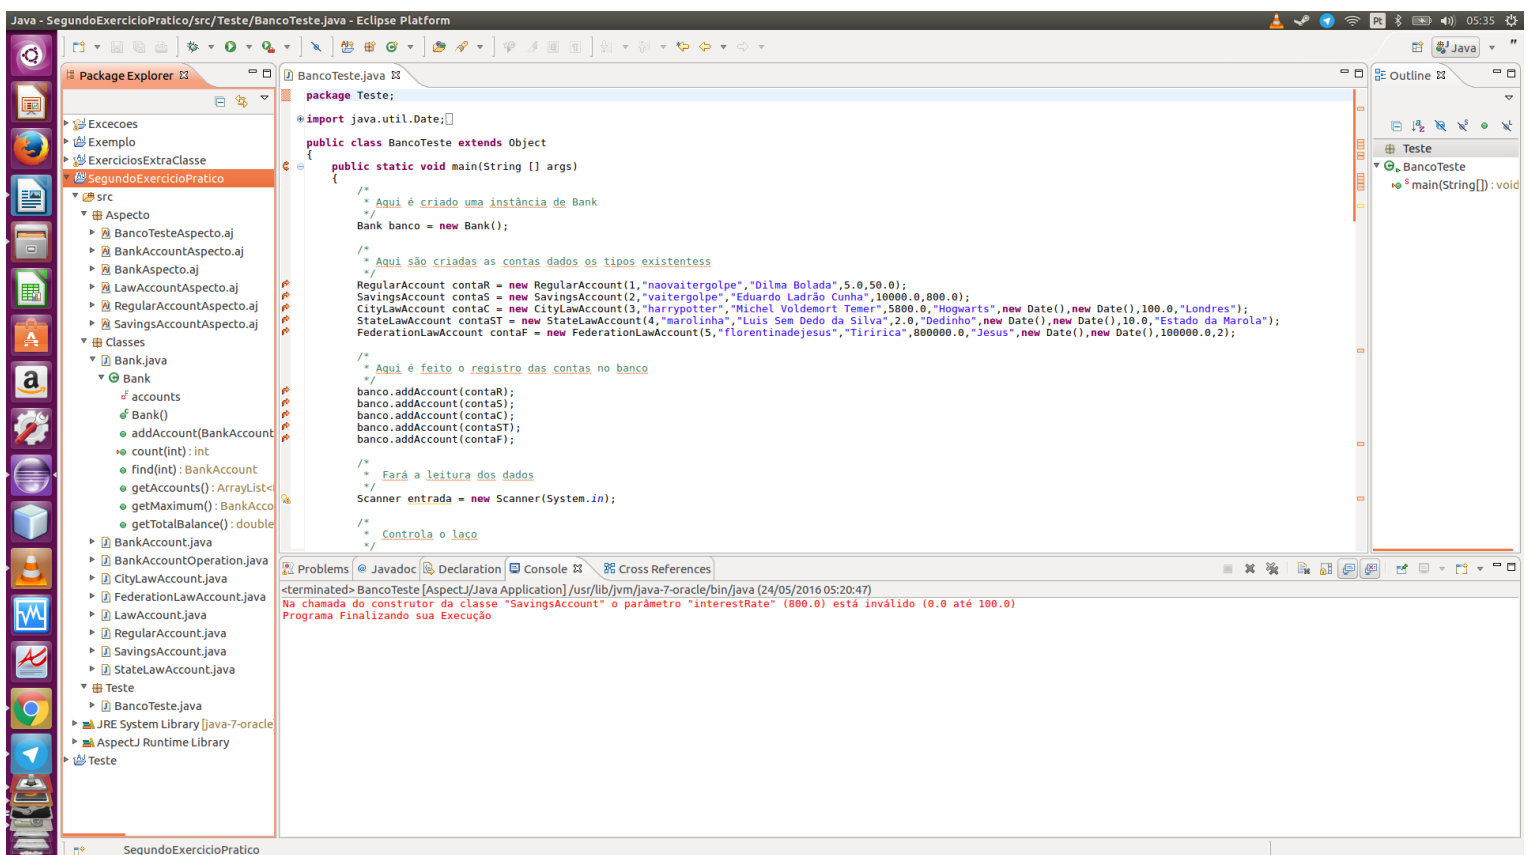 Java - SegundoExercicioPratico/src/Teste/BancoTeste.java - Eclipse Platform
Pt
05:35
Java
Package Explorer
Excecoes
Exemplo
ExerciciosExtraClasse
SegundoExercicioPratico
src
Aspecto
BancoTesteAspecto.aj
BankAccountAspecto.aj
BankAspecto.aj
LawAccountAspecto.aj
RegularAccountAspecto.aj
SavingsAccountAspecto.aj
Classes
Bank.java
Bank
accounts
Bank()
addAccount(BankAccount
count(int) : int
find(int) : BankAccount
getAccounts() : ArrayList<
getMaximum() : BankAcco
getTotalBalance() : double
BankAccount.java
BankAccountOperation.java
CityLawAccount.java
FederationLawAccount.java
LawAccount.java
RegularAccount.java
SavingsAccount.java
StateLawAccount.java
Teste
BancoTeste.java
JRE System Library [java-7-oracle
AspectJ Runtime Library
Teste
BancoTeste.java
package Teste;
import java.util.Date;
public class BancoTeste extends Object
{
public static void main(String [] args)
{
/*
* Aqui é criado uma instância de Bank
*/
Bank banco = new Bank();
/*
* Aqui são criadas as contas dados os tipos existentess
*/
RegularAccount contaR = new RegularAccount(1,"naovaitergolpe","Dilma Bolada",5.0,50.0);
SavingsAccount contaS = new SavingsAccount(2,"vaitergolpe","Eduardo Ladrão Cunha",10000.0,800.0);
CityLawAccount contaC = new CityLawAccount(3,"harrypotter","Michel Voldemort Temer",5800.0,"Hogwarts",new Date(),new Date(),100.0,"Londres");
StateLawAccount contaST = new StateLawAccount(4,"marolinha","Luis Sem Dedo da Silva",2.0,"Dedinho",new Date(),new Date(),10.0,"Estado da Marola");
FederationLawAccount contaF = new FederationLawAccount(5,"florentinadejesus","Tiririca",800000.0,"Jesus",new Date(),new Date(),100000.0,2);
/*
* Aqui é feito o registro das contas no banco
*/
banco.addAccount(contaR);
banco.addAccount(contaS);
banco.addAccount(contaC);
banco.addAccount(contaST);
banco.addAccount(contaF);
/*
* Fará a leitura dos dados
*/
Scanner entrada = new Scanner(System.in);
/*
* Controla o laço
*/
Outline
Teste
BancoTeste
main(String[]) : void
Problems @ Javadoc Declaration Console Cross References
<terminated> BancoTeste [AspectJ/Java Application] /usr/lib/jvm/java-7-oracle/bin/java (24/05/2016 05:20:47)
Na chamada do construtor da classe "SavingsAccount" o parâmetro "interestRate" (800.0) está inválido (0.0 até 100.0)
Programa Finalizando sua Execução
SegundoExercicioPratico